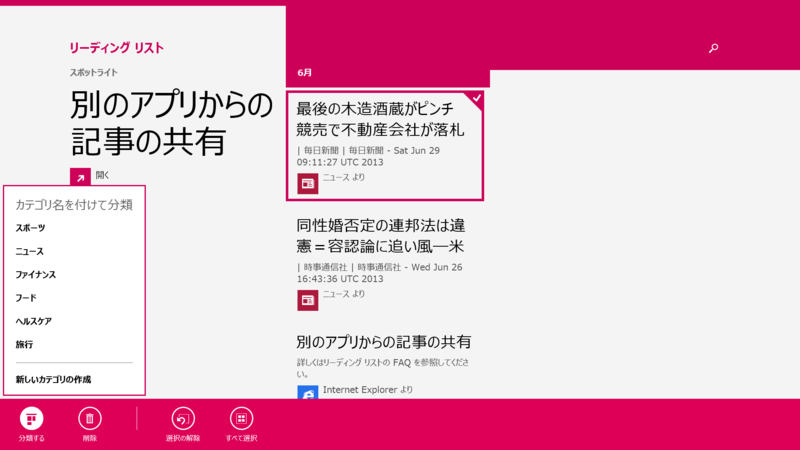 リーディング リスト
スポットライト
別のアプリからの
記事の共有
開く
カテゴリ名を付けて分類
スポーツ
ニュース
ファイナンス
フード
ヘルスケア
旅行
新しいカテゴリの作成
6月
最後の木造酒蔵がピンチ
競売で不動産会社が落札
| 毎日新聞 | 毎日新聞 - Sat Jun 29
09:11:27 UTC 2013
ニュース より
同性婚否定の連邦法は違
憲＝容認論に追い風―米
| 時事通信社 | 時事通信社 - Wed Jun 26
16:43:36 UTC 2013
ニュース より
別のアプリからの記事の共有
詳しくはリーディング リストの FAQ を参照してくださ
い。
Internet Explorer より
分類する
削除
選択の解除
すべて選択